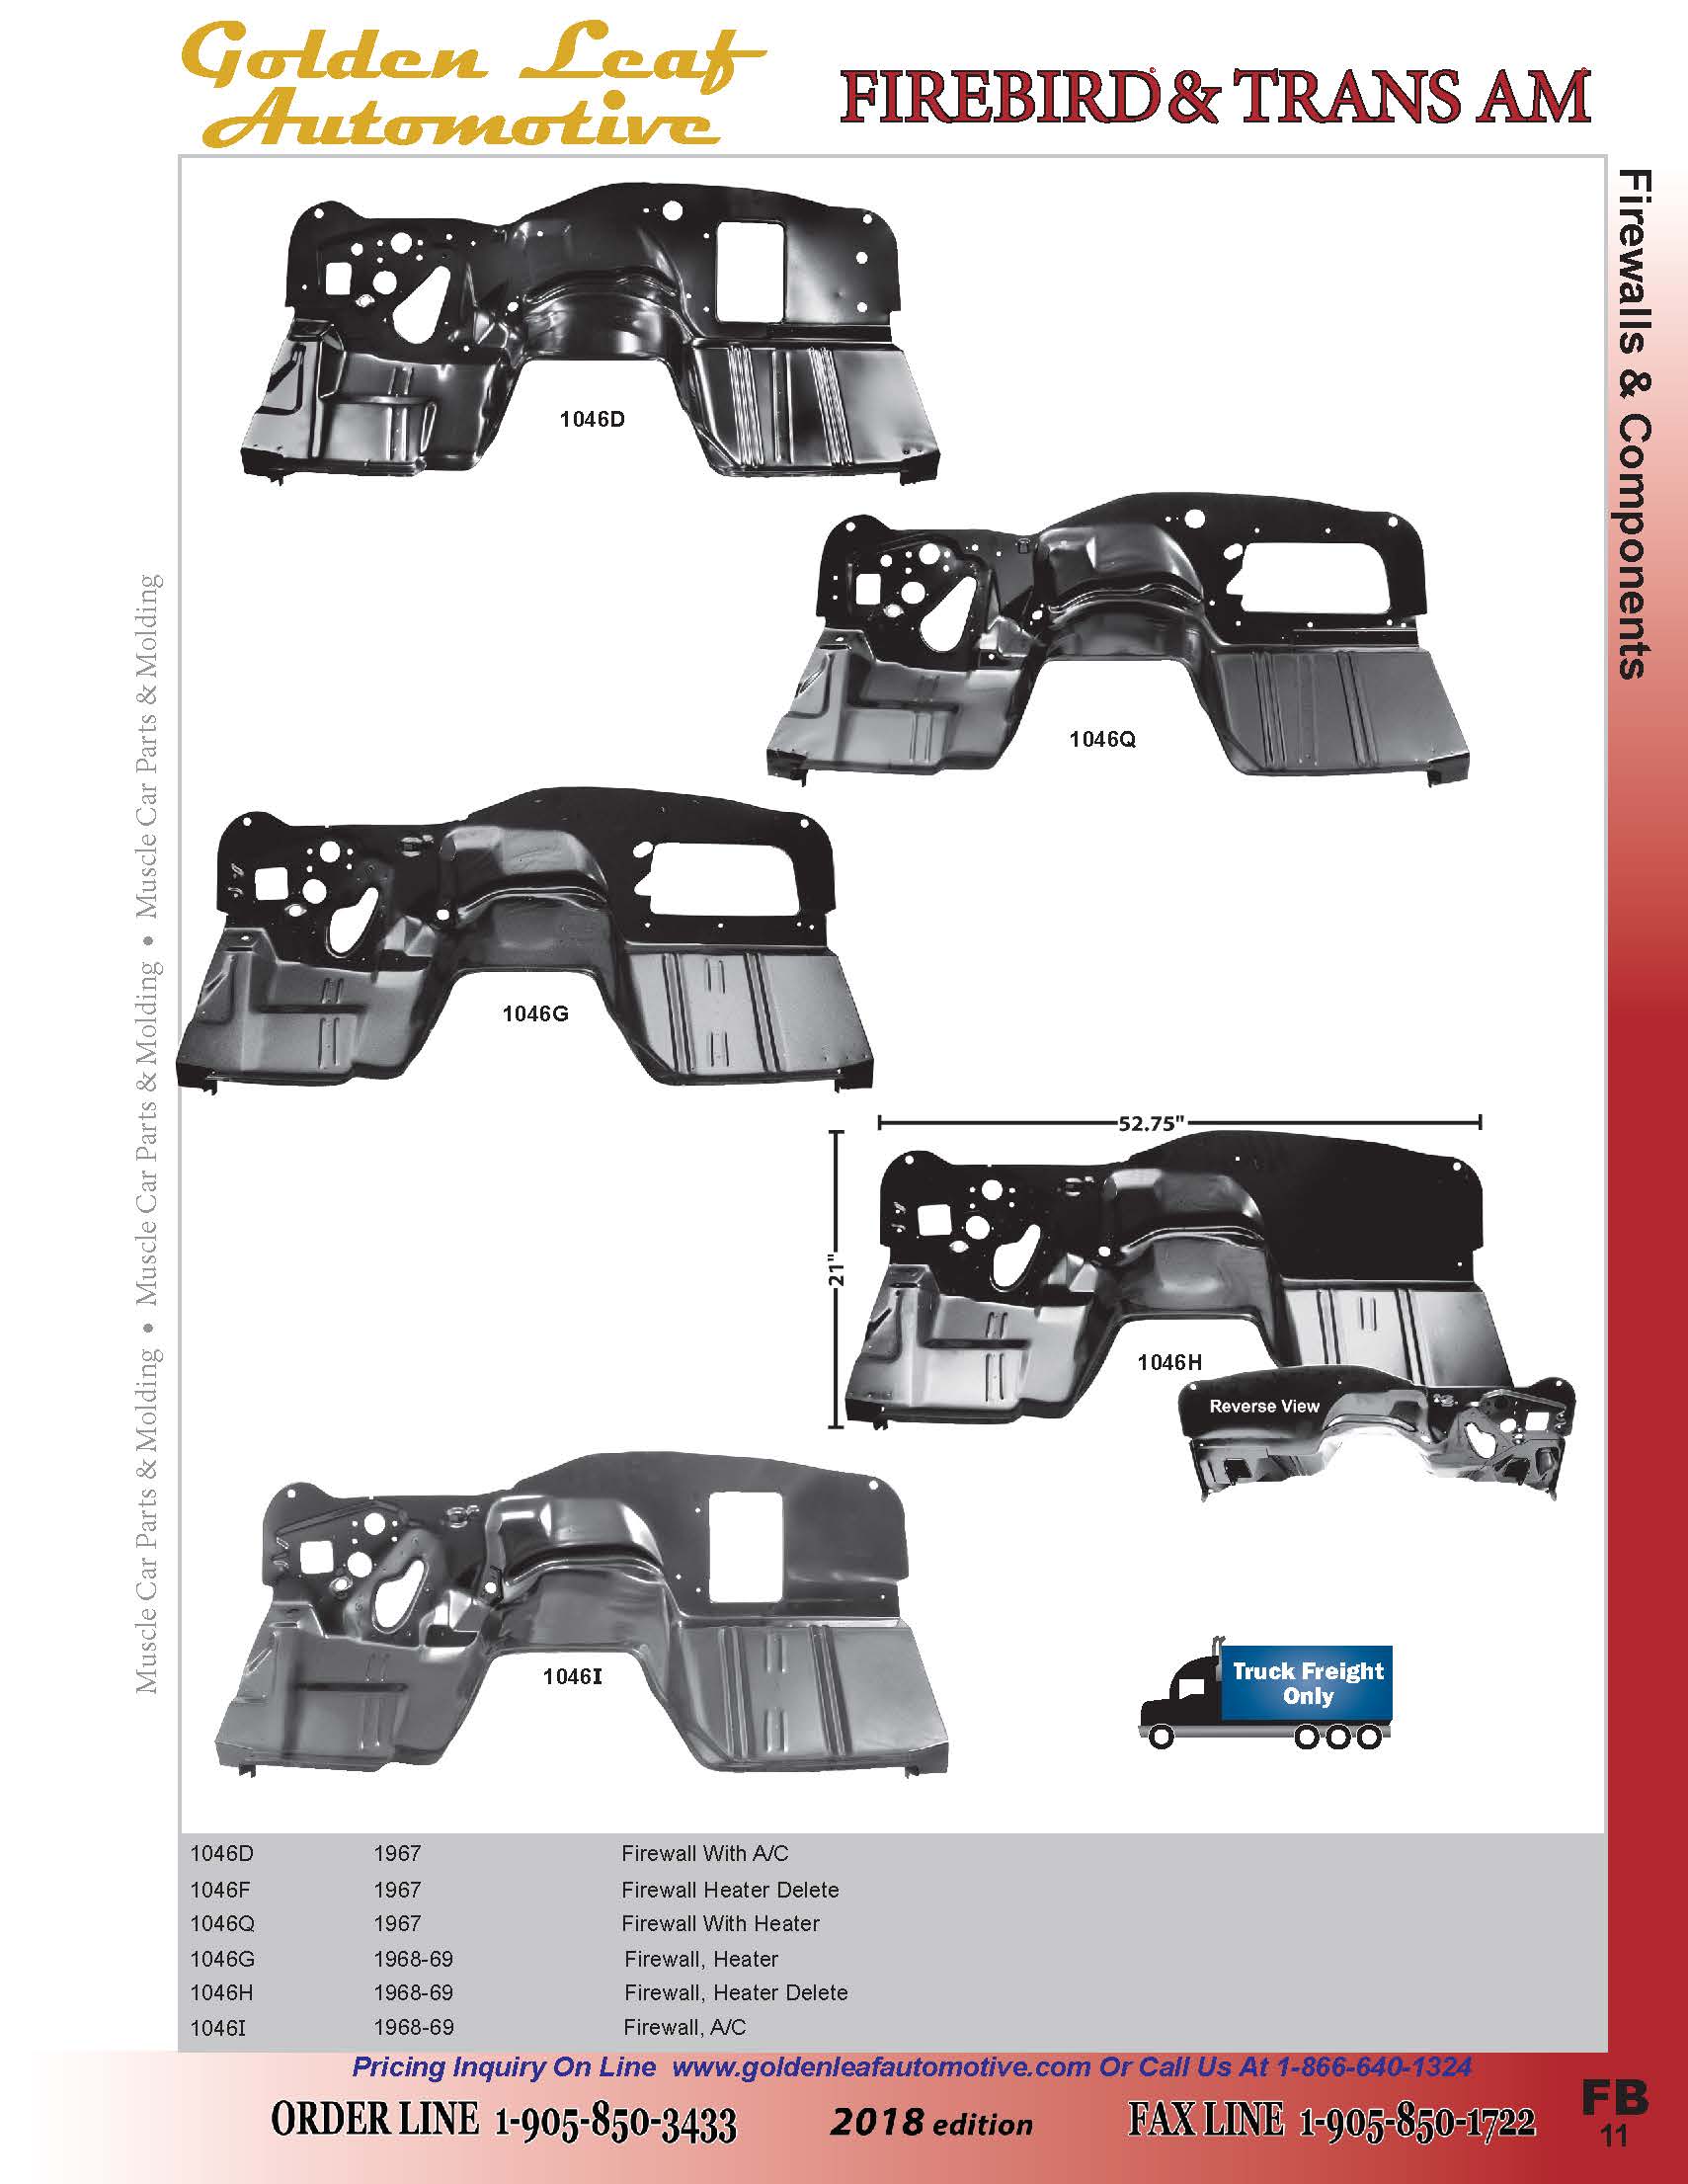 Golden Leaf
Automotive
FIREBIRD & TRANS AM
Firewalls & Components
Muscle Car Parts & Molding • Muscle Car Parts & Molding • Muscle Car Parts & Molding
1046D
1046Q
1046G
52.75"
21"
1046H
Reverse View
1046I
Truck Freight
Only
1046D 1967 Firewall With A/C
1046F 1967 Firewall Heater Delete
1046Q 1967 Firewall With Heater
1046G 1968-69 Firewall, Heater
1046H 1968-69 Firewall, Heater Delete
1046I 1968-69 Firewall, A/C
Pricing Inquiry On Line www.goldenleafautomotive.com Or Call Us At 1-866-640-1324
ORDER LINE 1-905-850-3433 2018 edition FAX LINE 1-905-850-1722
FB
11